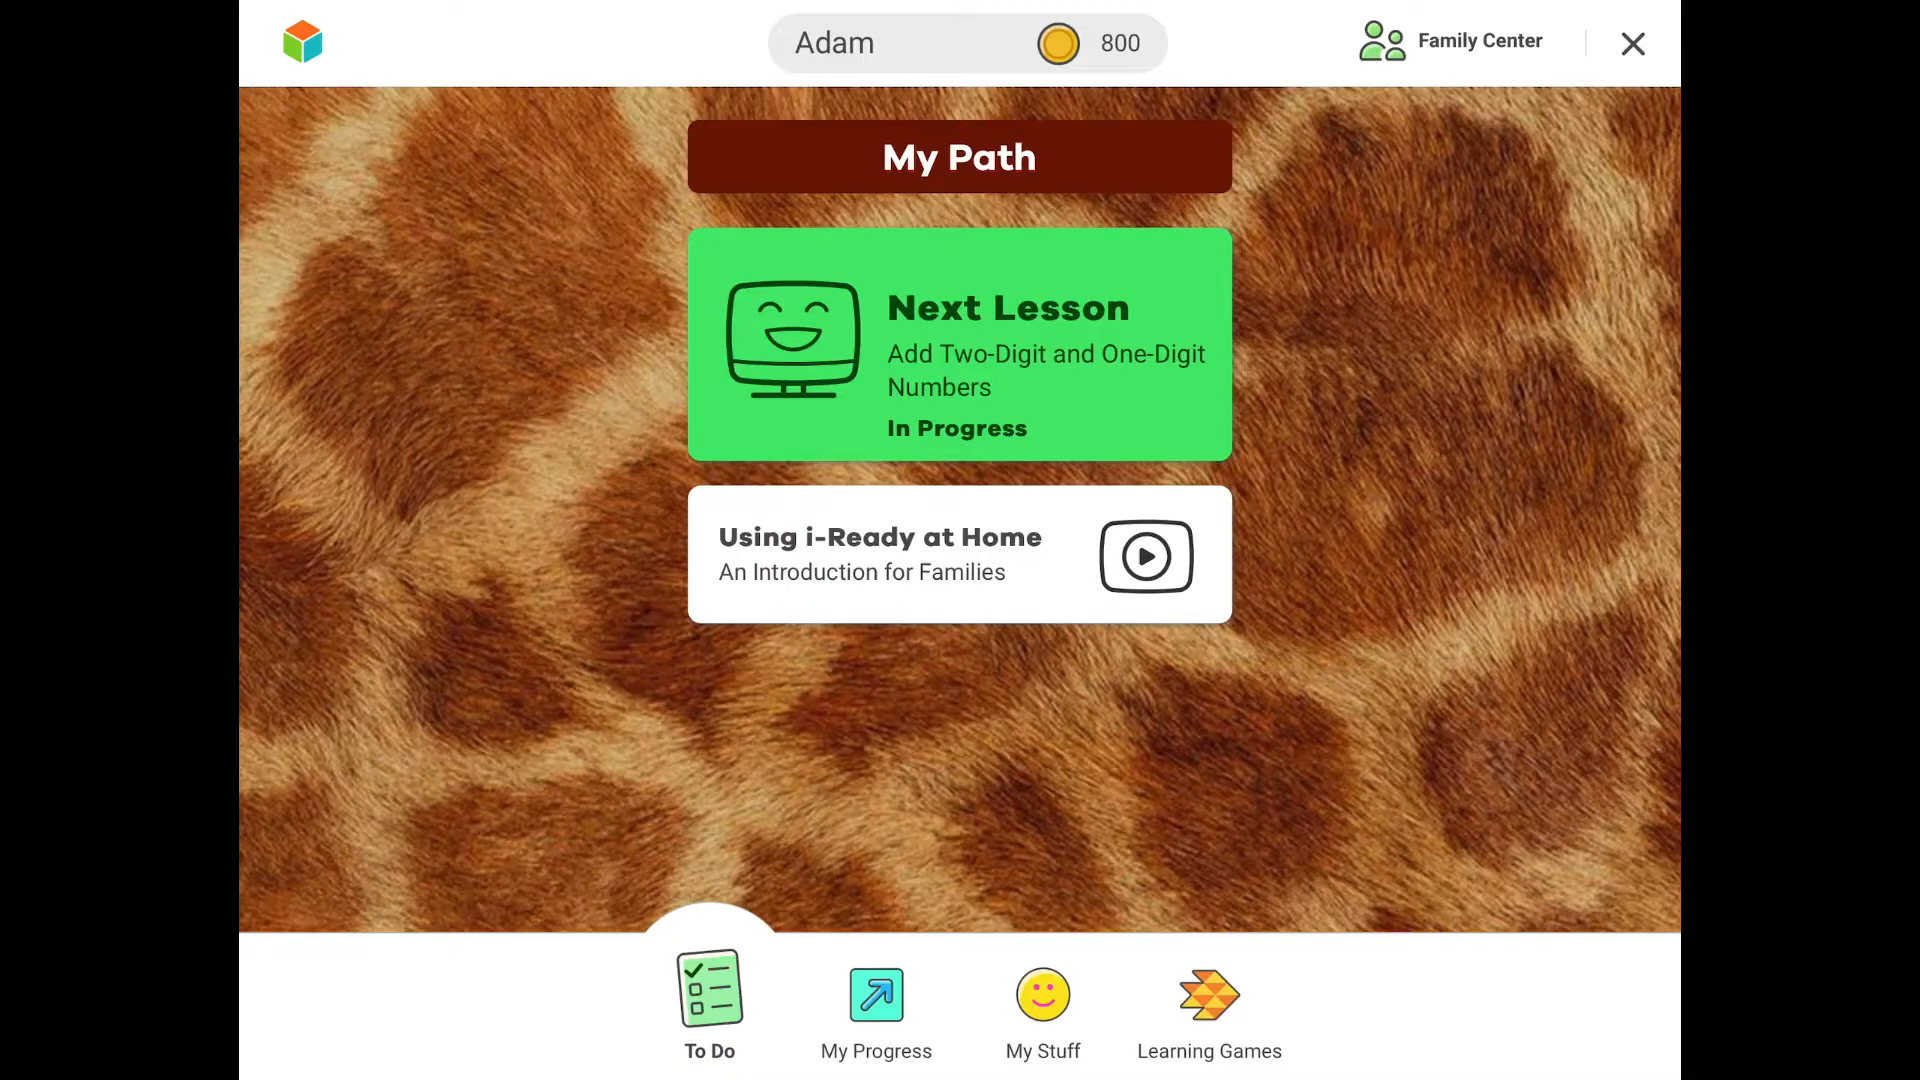 Adam
800
Family Center
My Path
Next Lesson
Add Two-Digit and One-Digit
Numbers
In Progress
Using i-Ready at Home
An Introduction for Families
To Do
My Progress
My Stuff
Learning Games